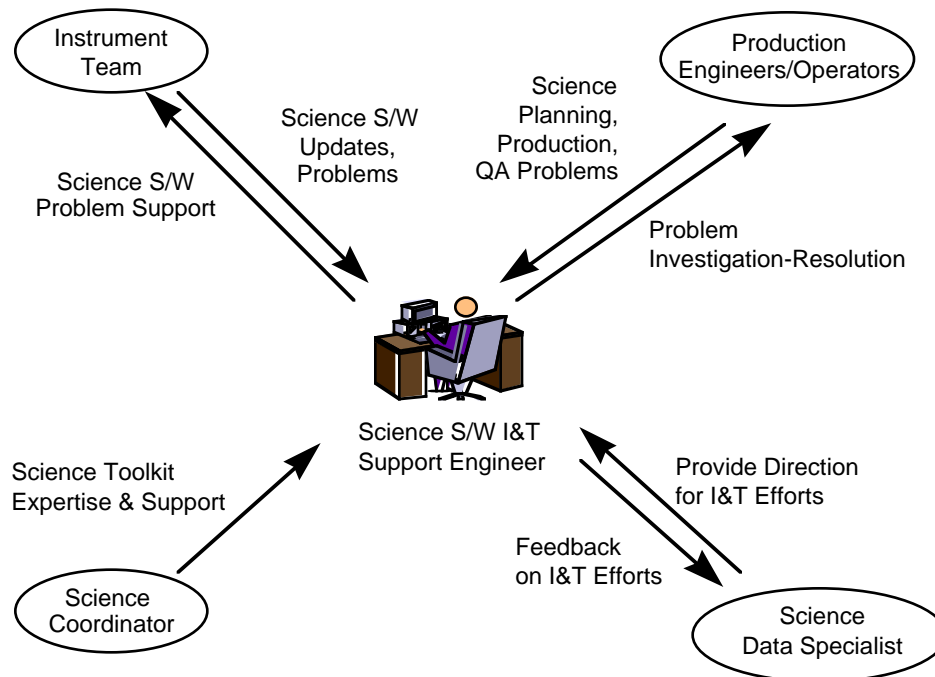 Instrument
Team
Production
Engineers/Operators
Science S/W
Updates,
Problems
Science
Planning,
Production,
QA Problems
Science S/W
Problem Support
Problem
Investigation-Resolution
Science S/W I&T
Support Engineer
Science Toolkit
Expertise & Support
Provide Direction
for I&T Efforts
Feedback
on I&T Efforts
Science
Coordinator
Science
Data Specialist